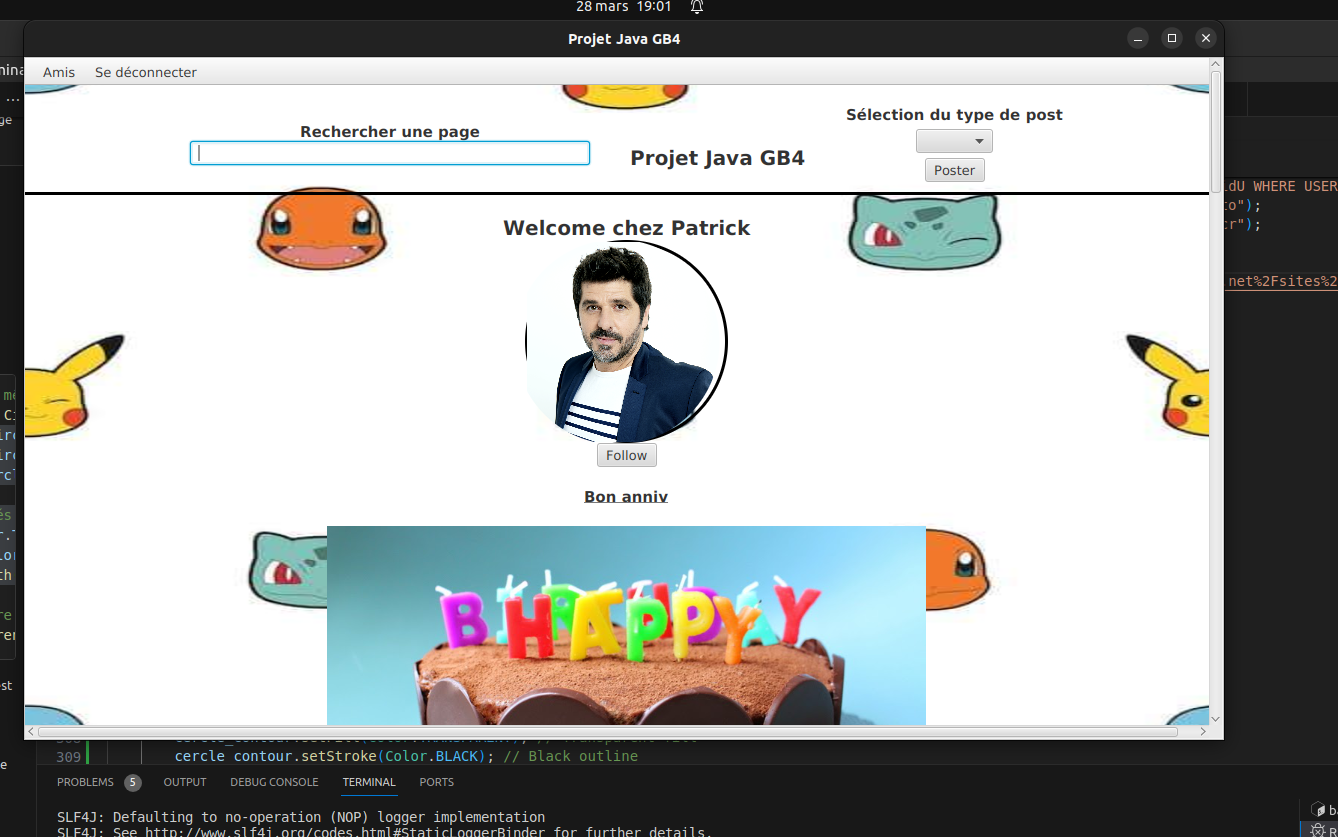 28 mars 19:01
Projet Java GB4
Amis Se déconnecter
Rechercher une page
Projet Java GB4
Sélection du type de post
Poster
Welcome chez Patrick
Follow
Bon anniv
HAPPY
309 cercle_contour.setStroke(Color.BLACK); // Black outline
PROBLEMS 5 OUTPUT DEBUG CONSOLE TERMINAL PORTS
SLF4J: Defaulting to no-operation (NOP) logger implementation
SLF4J: See http://www.slf4j.org/codes.html#StaticLoggerBinder for further details.
WHERE USER
net%2Fsites%2